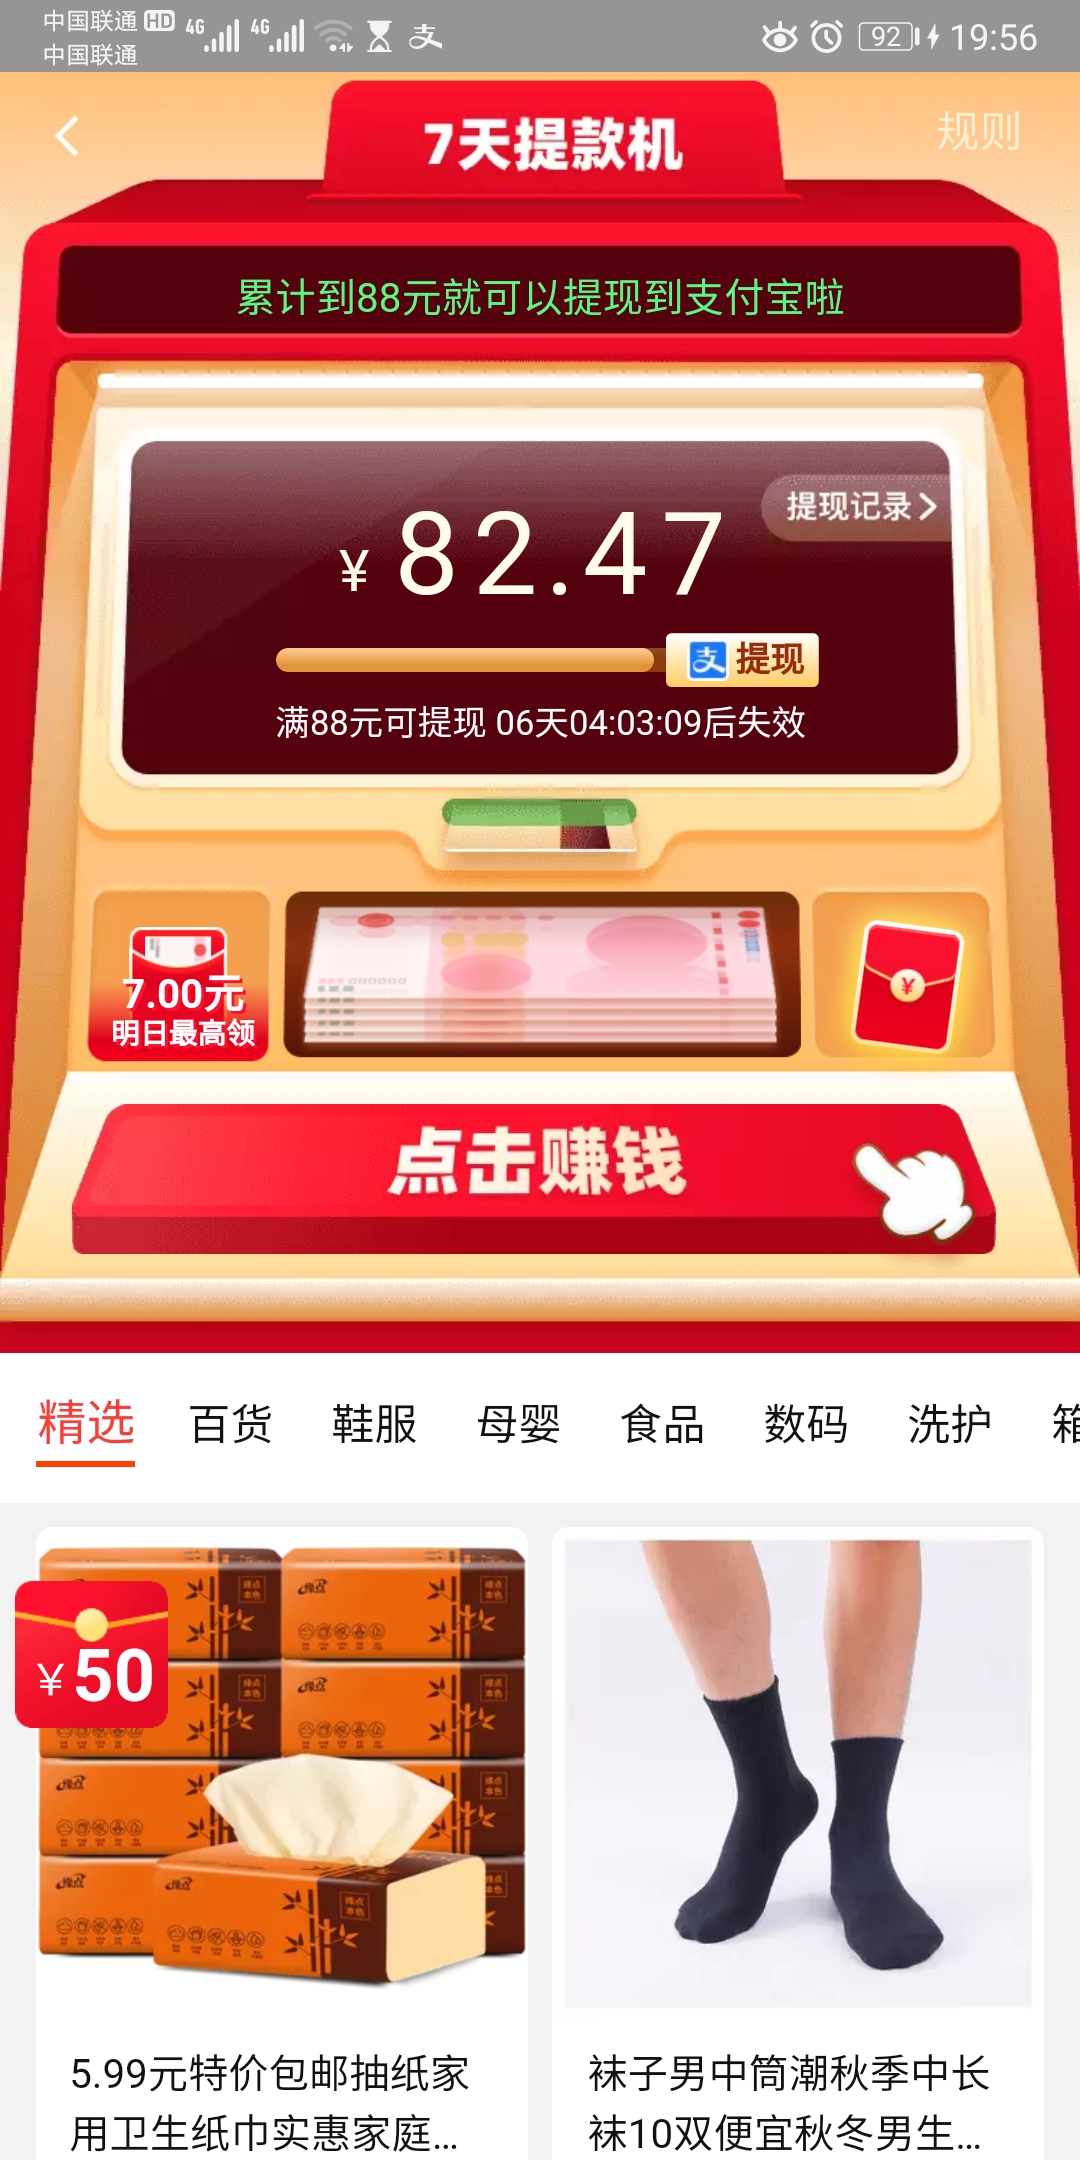 中国联通 HD 4G 4G 92 19:56
中国联通
7天提款机
规则
累计到88元就可以提现到支付宝啦
提现记录
¥82.47
支 提现
满88元可提现 06天04:03:09后失效
7.00元
明日最高领
¥
点击赚钱
精选 百货 鞋服 母婴 食品 数码 洗护 箱
¥50
缘点
本色
5.99元特价包邮抽纸家
用卫生纸巾实惠家庭...
袜子男中筒潮秋季中长
袜10双便宜秋冬男生...